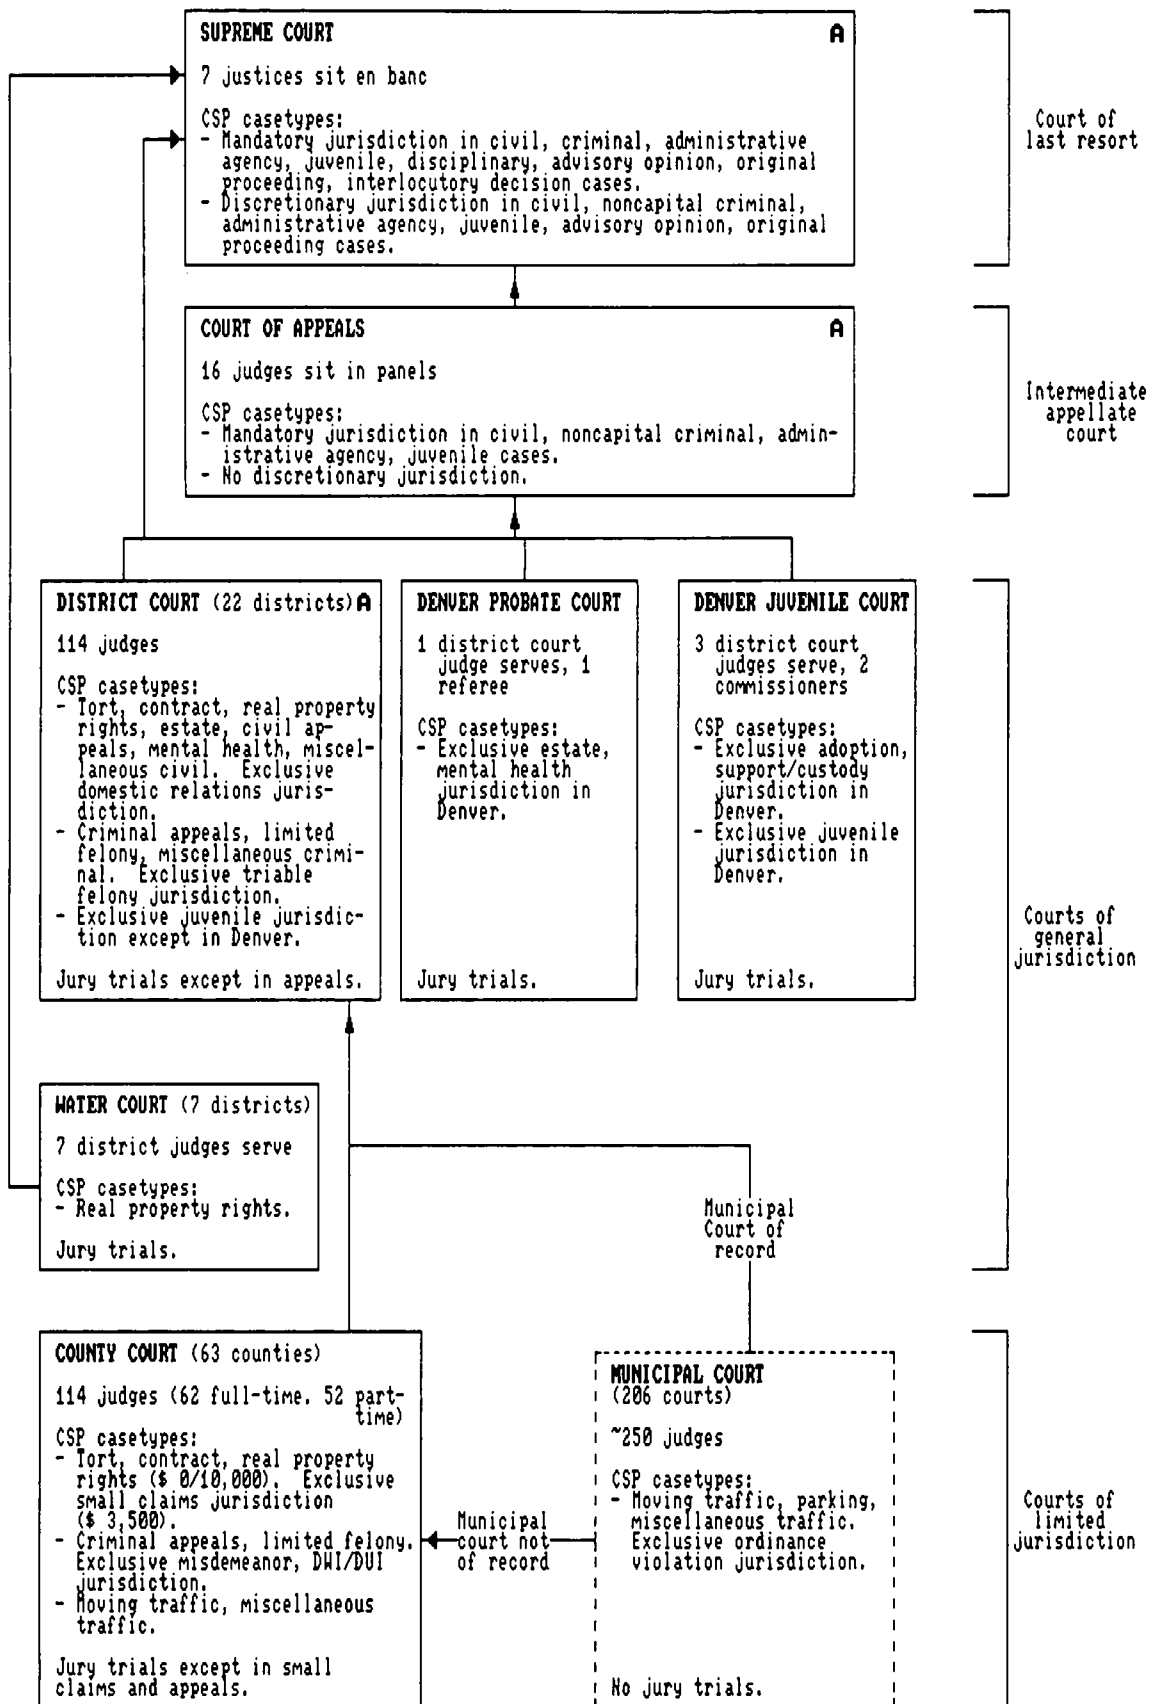 SUPREME COURT A
7 justices sit en banc
CSP casetypes:
- Mandatory jurisdiction in civil, criminal, administrative
agency, juvenile, disciplinary, advisory opinion, original
proceeding, interlocutory decision cases.
- Discretionary jurisdiction in civil, noncapital criminal,
administrative agency, juvenile, advisory opinion, original
proceeding cases.
Court of
last resort
COURT OF APPEALS A
16 judges sit in panels
CSP casetypes:
- Mandatory jurisdiction in civil, noncapital criminal, admin-
istrative agency, juvenile cases.
- No discretionary jurisdiction.
Intermediate
appellate
court
DISTRICT COURT (22 districts) A
114 judges
CSP casetypes:
- Tort, contract, real property
rights, estate, civil ap-
peals, mental health, miscel-
laneous civil. Exclusive
domestic relations juris-
diction.
- Criminal appeals, limited
felony, miscellaneous crimi-
nal. Exclusive triable
felony jurisdiction.
- Exclusive juvenile jurisdic-
tion except in Denver.
Jury trials except in appeals.
DENVER PROBATE COURT
1 district court
judge serves, 1
referee
CSP casetypes:
- Exclusive estate,
mental health
jurisdiction in
Denver.
Jury trials.
DENVER JUVENILE COURT
3 district court
judges serve, 2
commissioners
CSP casetypes:
- Exclusive adoption,
support/custody
jurisdiction in
Denver.
- Exclusive juvenile
jurisdiction in
Denver.
Jury trials.
Courts of
general
jurisdiction
WATER COURT (7 districts)
7 district judges serve
CSP casetypes:
- Real property rights.
Jury trials.
Municipal
Court of
record
COUNTY COURT (63 counties)
114 judges (62 full-time. 52 part-
time)
CSP casetypes:
- Tort, contract, real property
rights ($ 0/10,000). Exclusive
small claims jurisdiction
($ 3,500).
- Criminal appeals, limited felony.
Exclusive misdemeanor, DWI/DUI
jurisdiction.
- Moving traffic, miscellaneous
traffic.
Jury trials except in small
claims and appeals.
Municipal
court not
of record
MUNICIPAL COURT
(206 courts)
~250 judges
CSP casetypes:
- Moving traffic, parking,
miscellaneous traffic.
Exclusive ordinance
violation jurisdiction.
No jury trials.
Courts of
limited
jurisdiction